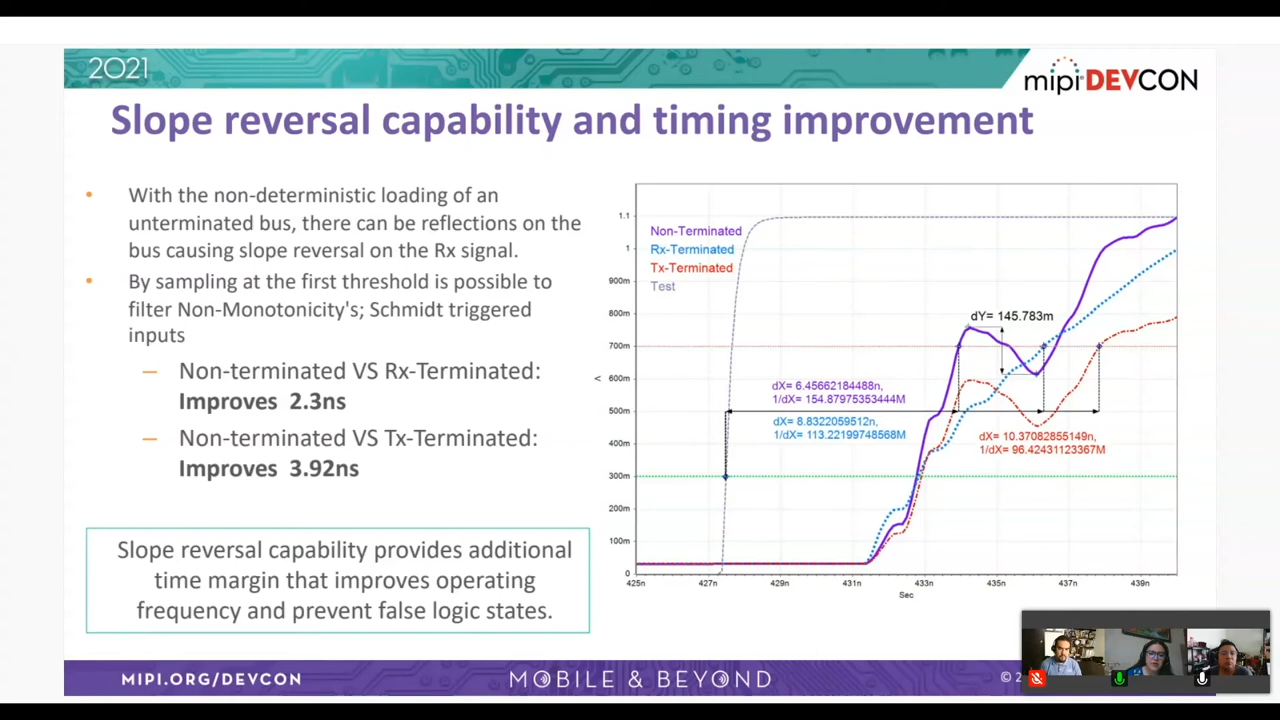 2021
mipi DEVCON
Slope reversal capability and timing improvement
• With the non-deterministic loading of an
unterminated bus, there can be reflections on the
bus causing slope reversal on the Rx signal.
• By sampling at the first threshold is possible to
filter Non-Monotonicity's; Schmidt triggered
inputs
– Non-terminated VS Rx-Terminated:
Improves 2.3ns
– Non-terminated VS Tx-Terminated:
Improves 3.92ns
Slope reversal capability provides additional
time margin that improves operating
frequency and prevent false logic states.
1.1
1
900m
800m
700m
600m
500m
400m
300m
200m
100m
0
V
Non-Terminated
Rx-Terminated
Tx-Terminated
Test
dY= 145.783m
dX= 6.45662184488n,
1/dX= 154.87975353444M
dX= 8.8322059512n,
1/dX= 113.22199748568M
dX= 10.37082855149n,
1/dX= 96.42431123367M
425n 427n 429n 431n 433n 435n 437n 439n
Sec
MIPI.ORG/DEVCON
MOBILE & BEYOND
© 2